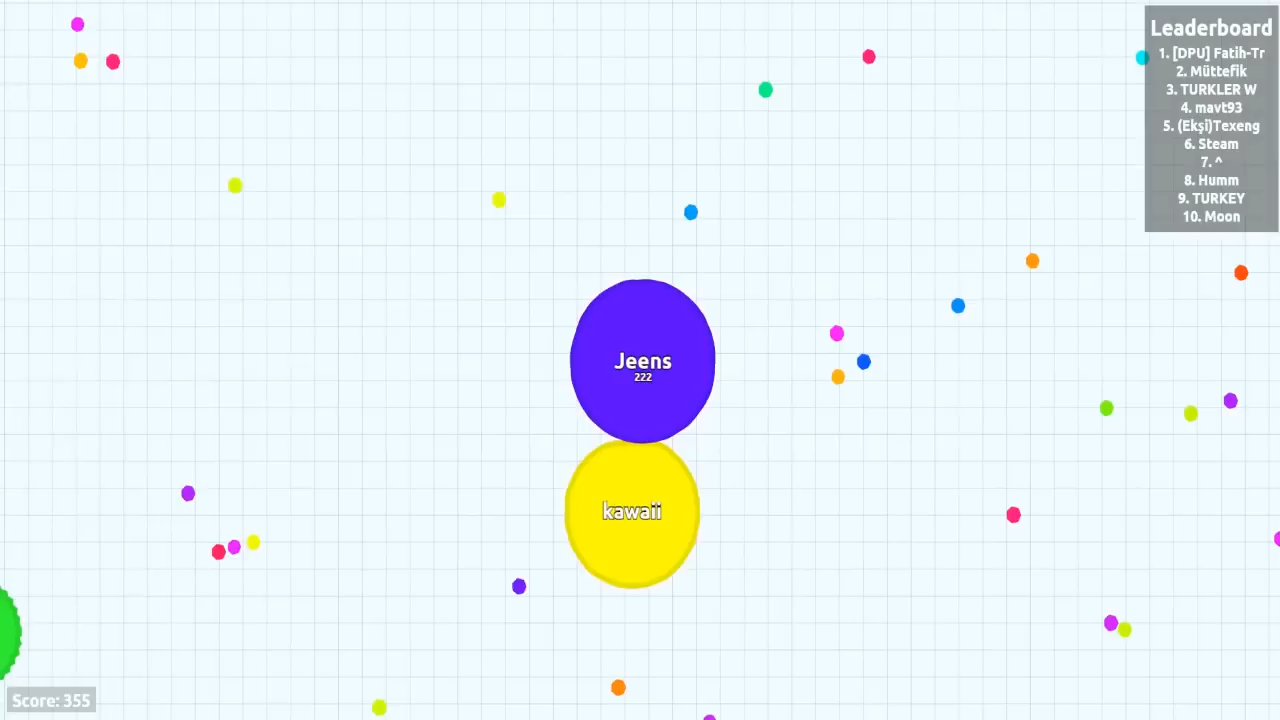 Leaderboard
1. [DPU] Fatih-Tr
2. Müttefik
3. TURKLER W
4. mavt93
5. (Ekşi)Texeng
6. Steam
7. ^
8. Humm
9. TURKEY
10. Moon
Jeens
222
kawaii
Score: 355